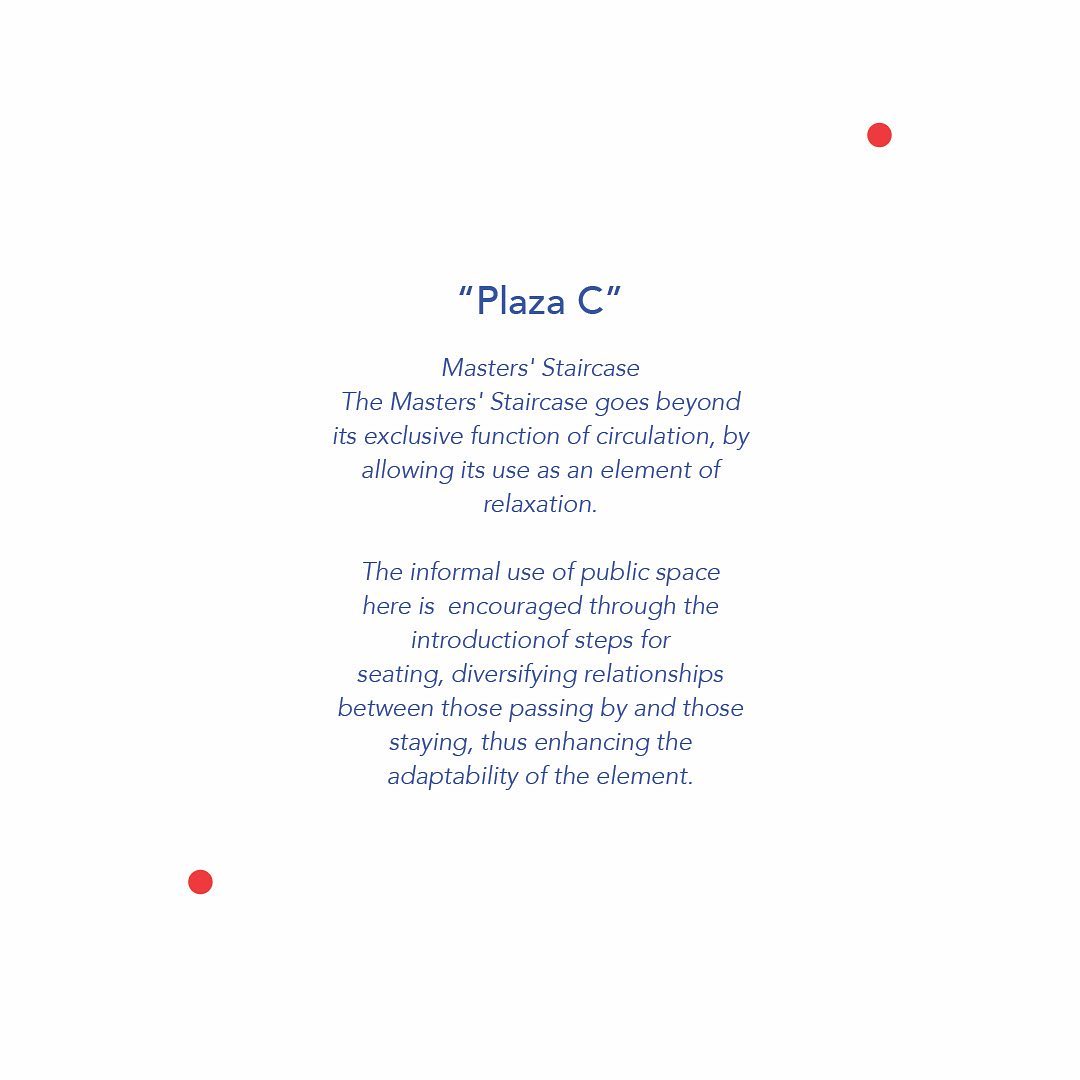 “Plaza C”
Masters' Staircase
The Masters' Staircase goes beyond
its exclusive function of circulation, by
allowing its use as an element of
relaxation.
The informal use of public space
here is  encouraged through the
introductionof steps for
seating, diversifying relationships
between those passing by and those
staying, thus enhancing the
adaptability of the element.